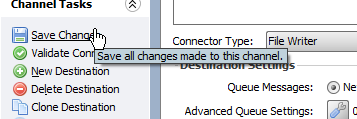 Channel Tasks
Save Changes
Validate Conn
New Destination
Delete Destination
Clone Destination
Connector Type: File Writer
Save all changes made to this channel.
Destination Settings
Queue Messages: Ne
Advanced Queue Settings: